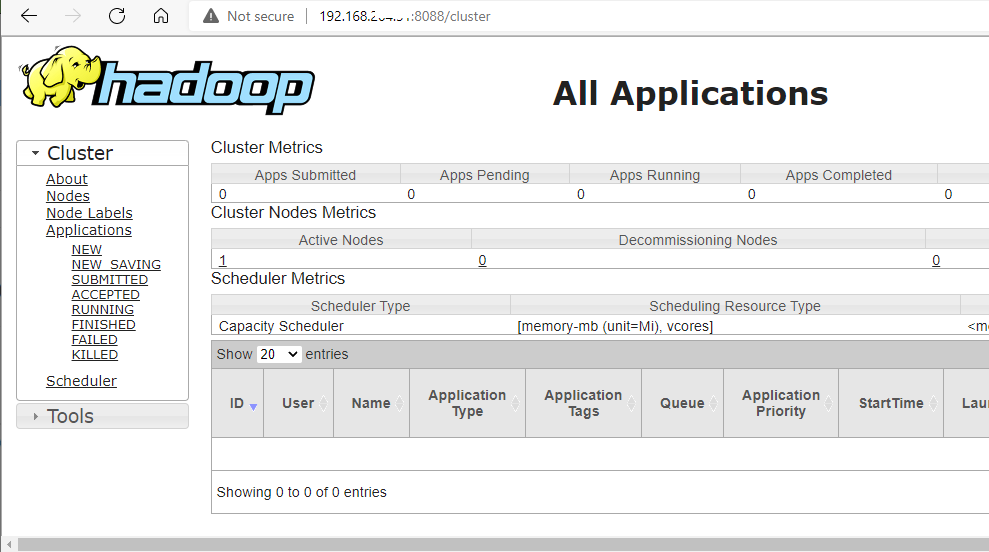 Not secure
:8088/cluster
hadoop
All Applications
Cluster
About
Nodes
Node Labels
Applications
NEW
NEW_SAVING
SUBMITTED
ACCEPTED
RUNNING
FINISHED
FAILED
KILLED
Scheduler
Tools
Cluster Metrics
Apps Submitted Apps Pending Apps Running Apps Completed
0 0 0 0 0
Cluster Nodes Metrics
Active Nodes Decommissioning Nodes
1 0 0
Scheduler Metrics
Scheduler Type Scheduling Resource Type
Capacity Scheduler [memory-mb (unit=Mi), vcores]
Show 20 entries
ID User Name Application Type Application Tags Queue Application Priority StartTime
Showing 0 to 0 of 0 entries